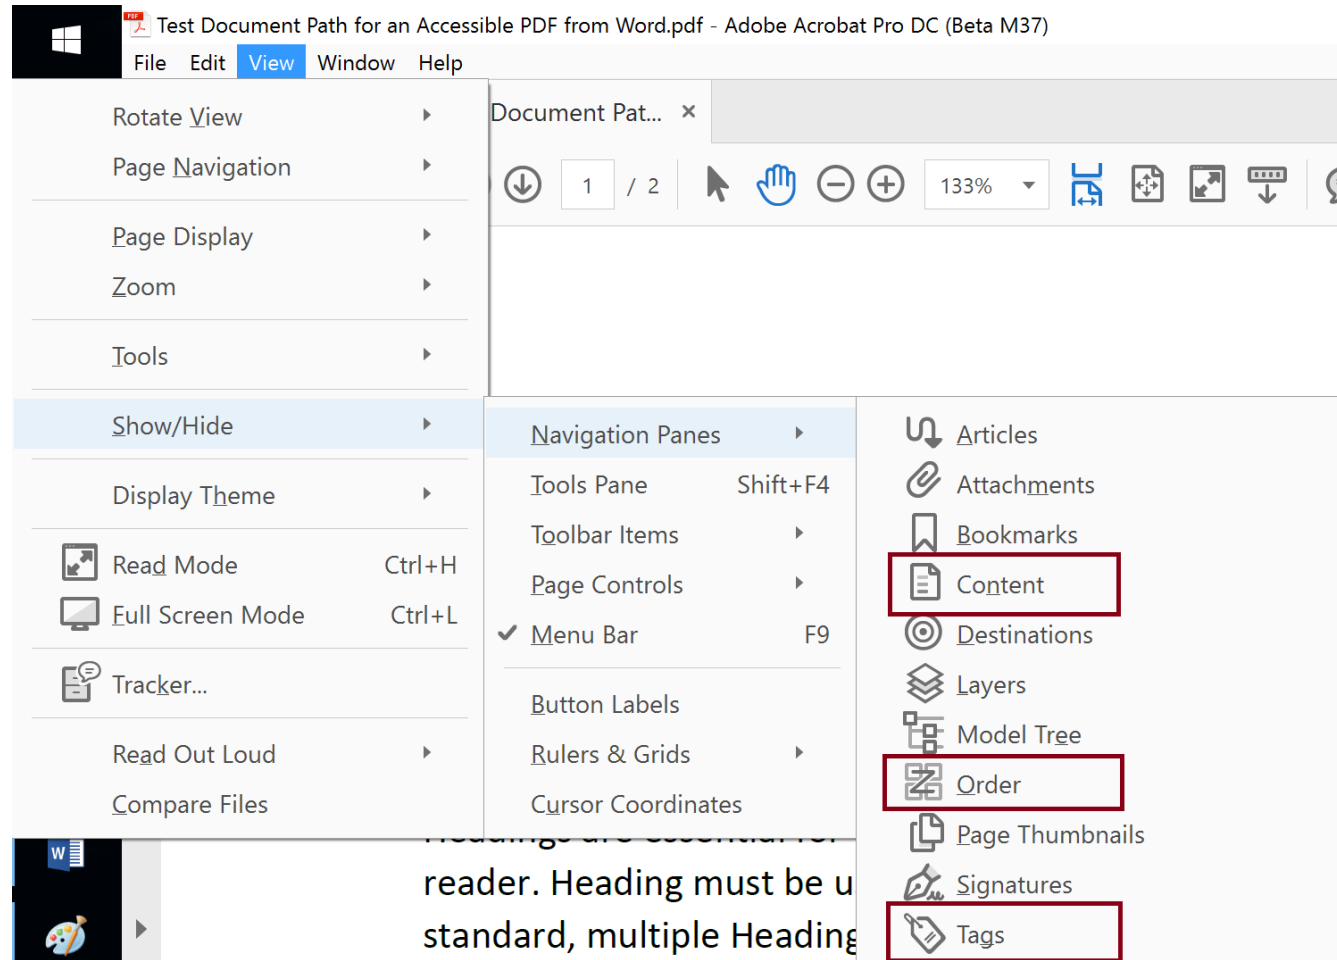 Test Document Path for an Accessible PDF from Word.pdf - Adobe Acrobat Pro DC (Beta M37)
File Edit View Window Help
Document Pat... ×
1 / 2 133%
Rotate View
Page Navigation
Page Display
Zoom
Tools
Show/Hide
Display Theme
Read Mode Ctrl+H
Full Screen Mode Ctrl+L
Tracker...
Read Out Loud
Compare Files
Navigation Panes
Tools Pane Shift+F4
Toolbar Items
Page Controls
Menu Bar F9
Button Labels
Rulers & Grids
Cursor Coordinates
Articles
Attachments
Bookmarks
Content
Destinations
Layers
Model Tree
Order
Page Thumbnails
Signatures
Tags
Headings are essential for
reader. Heading must be u
standard, multiple Heading